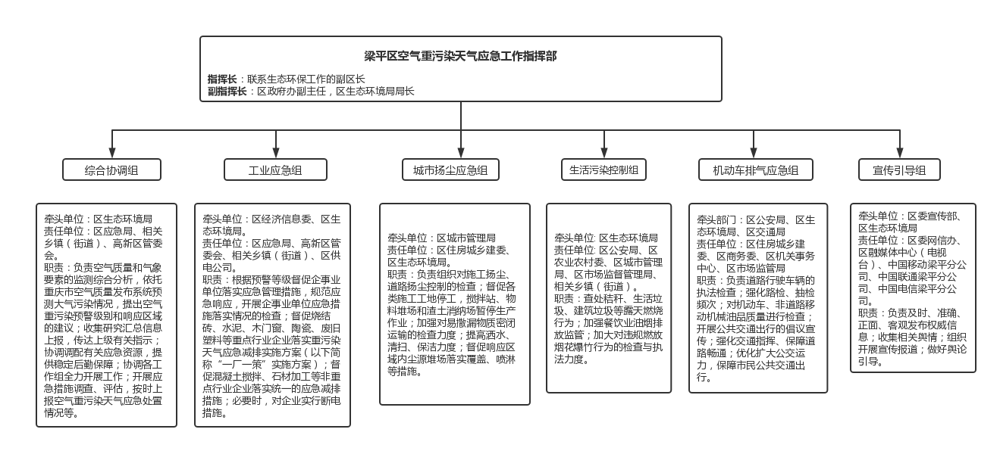 梁平区空气重污染天气应急工作指挥部
指挥长：联系生态环保工作的副区长
副指挥长：区政府办副主任，区生态环境局局长
综合协调组
工业应急组
城市扬尘应急组
生活污染控制组
机动车排气应急组
宣传引导组
牵头单位：区生态环境局
责任单位：区应急局、相关
乡镇（街道）、高新区管委
会。
职责：负责空气质量和气象
要素的监测综合分析，依托
重庆市空气质量发布系统预
测大气污染情况，提出空气
重污染预警级别和响应区域
的建议；收集研究汇总信息
上报，传达上级有关指示；
协调调配有关应急资源，提
供稳定后勤保障；协调各工
作组全力开展工作；开展应
急措施调查、评估，按时上
报空气重污染天气应急处置
情况等。
牵头单位：区经济信息委、区生
态环境局。
责任单位：区应急局、高新区管
委会、相关乡镇（街道）、区供
电公司。
职责：根据预警等级督促企事业
单位落实应急管理措施，规范应
急响应，开展企事业单位应急措
施落实情况的检查；督促烧结
砖、水泥、木门窗、陶瓷、废旧
塑料等重点行业企业落实重污染
天气应急减排实施方案（以下简
称“一厂一策”实施方案）；督
促混凝土搅拌、石材加工等非重
点行业企业落实统一的应急减排
措施；必要时，对企业实行断电
措施。
牵头单位：区城市管理局
责任单位：区住房城乡建委、
区生态环境局。
职责：负责组织对施工扬尘、
道路扬尘控制的检查；督促各
类施工工地停工，搅拌站、物
料堆场和渣土消纳场暂停生产
作业；加强对易撒漏物质密闭
运输的检查力度；提高洒水、
清扫、保洁力度；督促响应区
域内尘源堆场落实覆盖、喷淋
等措施。
牵头单位: 区生态环境局
责任单位: 区公安局、区
农业农村委、区城市管理
局、区市场监督管理局、
相关乡镇（街道）。
职责：查处秸秆、生活垃
圾、建筑垃圾等露天燃烧
行为；加强餐饮业油烟排
放监管；加大对违规燃放
烟花爆竹行为的检查与执
法力度。
牵头部门：区公安局、区生
态环境局、区交通局
责任单位：区住房城乡建
委、区商务委、区机关事务
中心、区市场监管局
职责：负责道路行驶车辆的
执法检查；强化路检、抽检
频次；对机动车、非道路移
动机械油品质量进行检查；
开展公共交通出行的倡议宣
传；强化交通指挥、保障道
路畅通；优化扩大公交运
力，保障市民公共交通出
行。
牵头单位：区委宣传部、
区生态环境局
责任单位：区委网信办、
区融媒体中心（电视
台）、中国移动梁平分公
司、中国联通梁平分公
司、中国电信梁平分公
司。
职责：负责及时、准确、
正面、客观发布权威信
息；收集相关舆情；组织
开展宣传报道；做好舆论
引导。